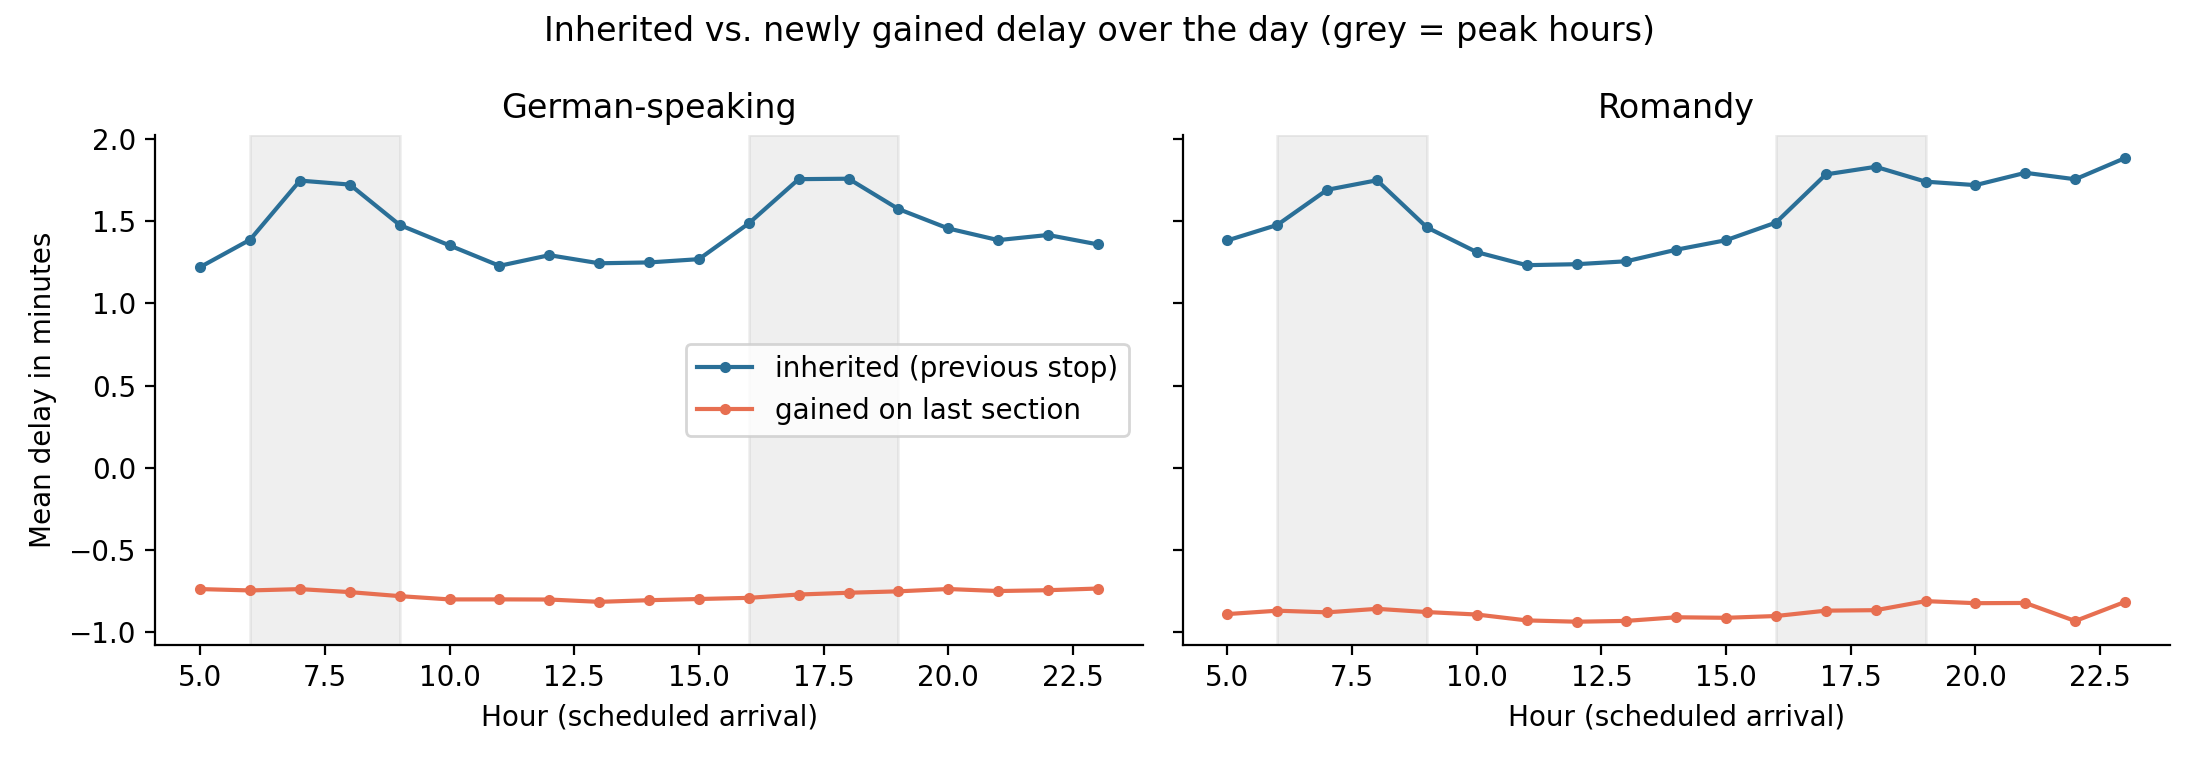 Inherited vs. newly gained delay over the day (grey = peak hours)
German-speaking
Romandy
Mean delay in minutes
2.0
1.5
1.0
0.5
0.0
−0.5
−1.0
inherited (previous stop)
gained on last section
5.0 7.5 10.0 12.5 15.0 17.5 20.0 22.5
Hour (scheduled arrival)
5.0 7.5 10.0 12.5 15.0 17.5 20.0 22.5
Hour (scheduled arrival)